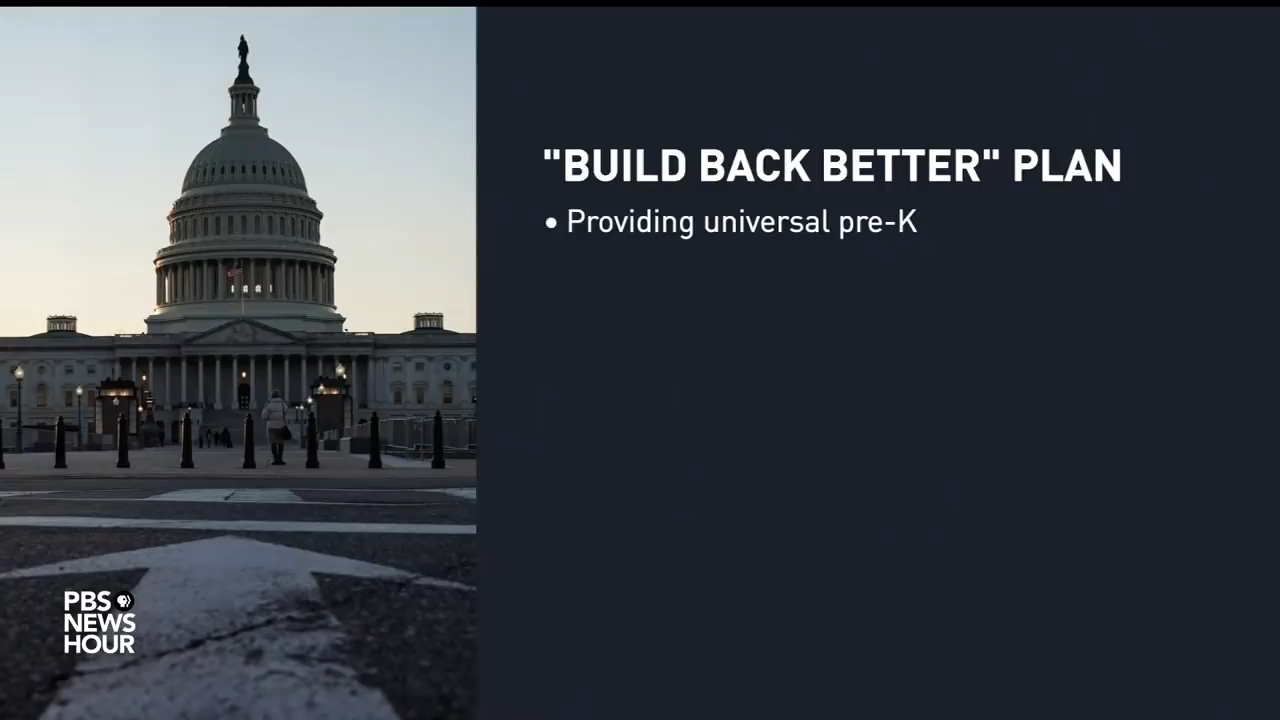 "BUILD BACK BETTER" PLAN
• Providing universal pre-K
PBS
NEWS
HOUR